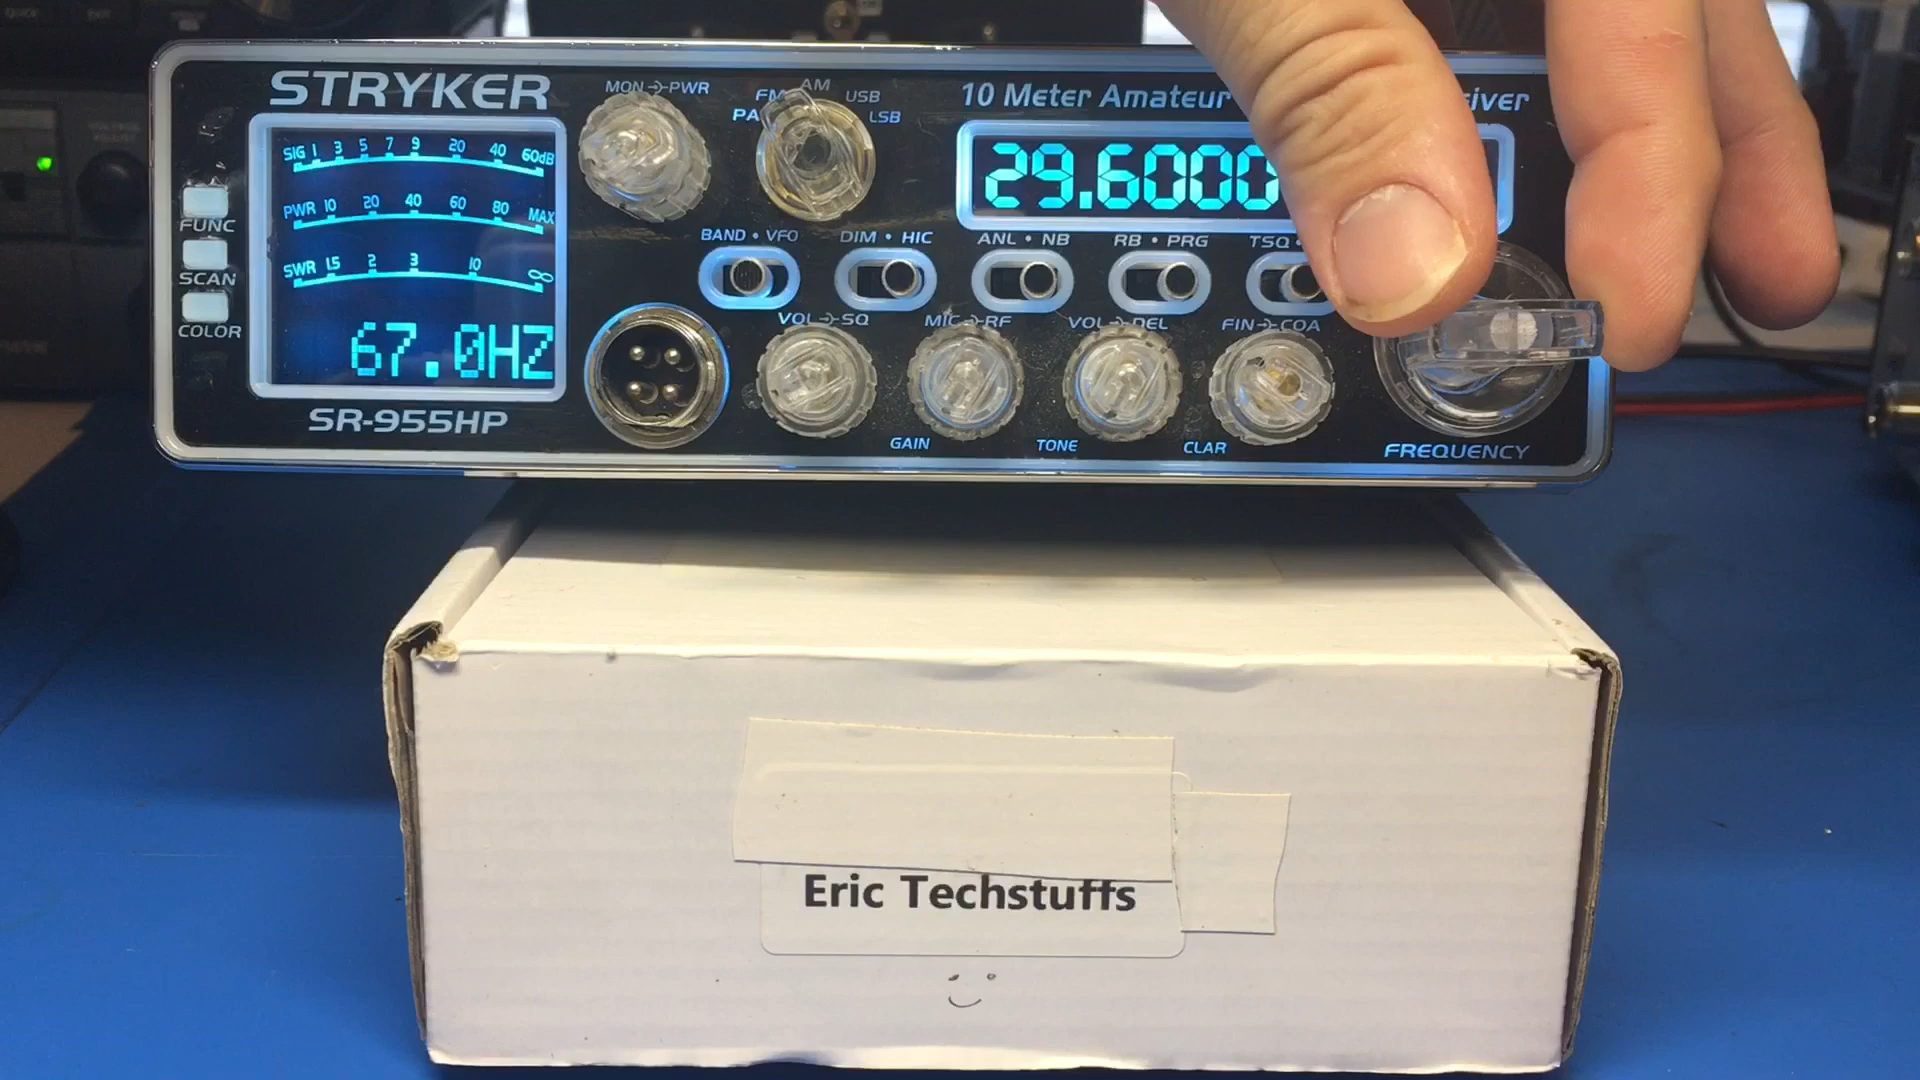 STRYKER
SIG 1 3 5 7 9 20 40 60dB
PWR 10 20 40 60 80 MAX
SWR 1.5 2 3 10 ∞
67.0HZ
SR-955HP
FUNC
SCAN
COLOR
MON PWR
PA FM AM USB LSB
10 Meter Amateur
29.6000
BAND • VFO
DIM • HIC
ANL • NB
RB • PRG
TSQ •
VOL SQ
MIC RF
VOL DEL
FIN COA
GAIN
TONE
CLAR
FREQUENCY
Eric Techstuffs